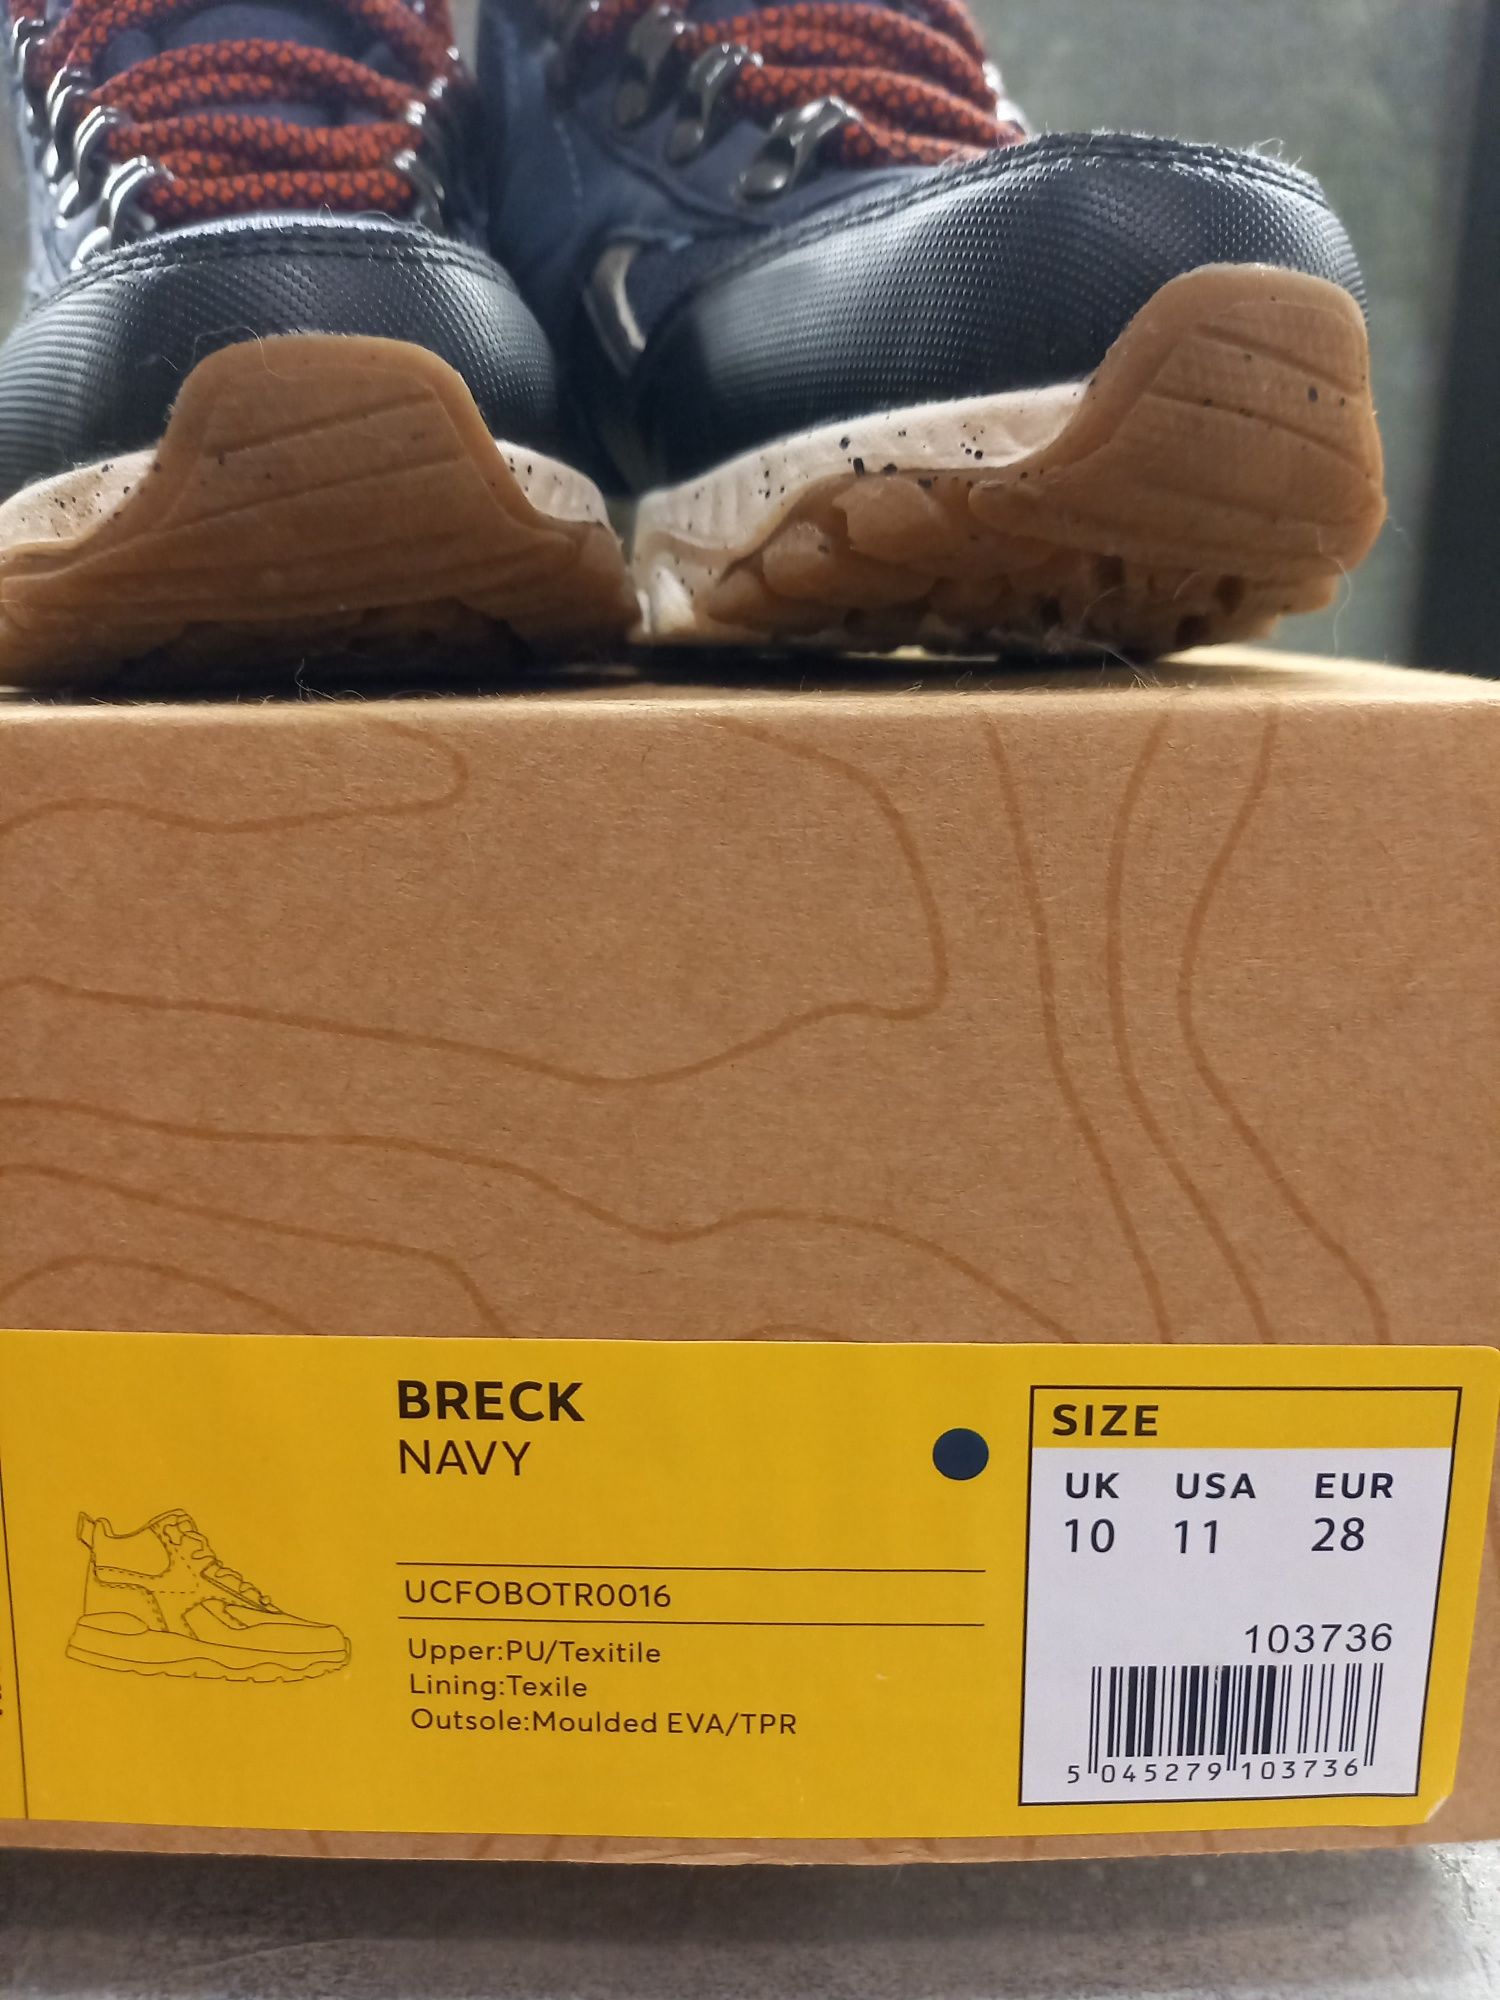 BRECK
NAVY
UCFOBOTR0016
Upper:PU/Texitile
Lining:Texile
Outsole:Moulded EVA/TPR
SIZE
UK USA EUR
10 11 28
103736
5 045279 103736